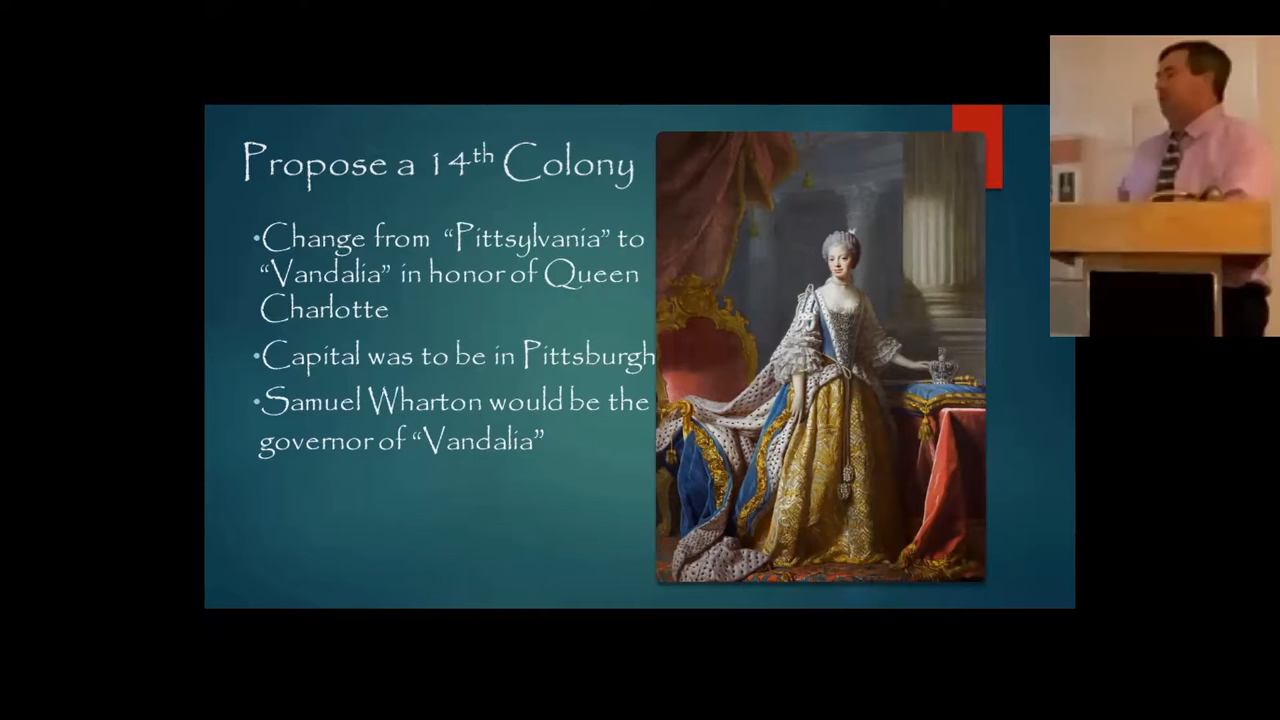 Propose a 14th Colony
•Change from "Pittsylvania" to
"Vandalia" in honor of Queen
Charlotte
•Capital was to be in Pittsburgh
•Samuel Wharton would be the
governor of "Vandalia"